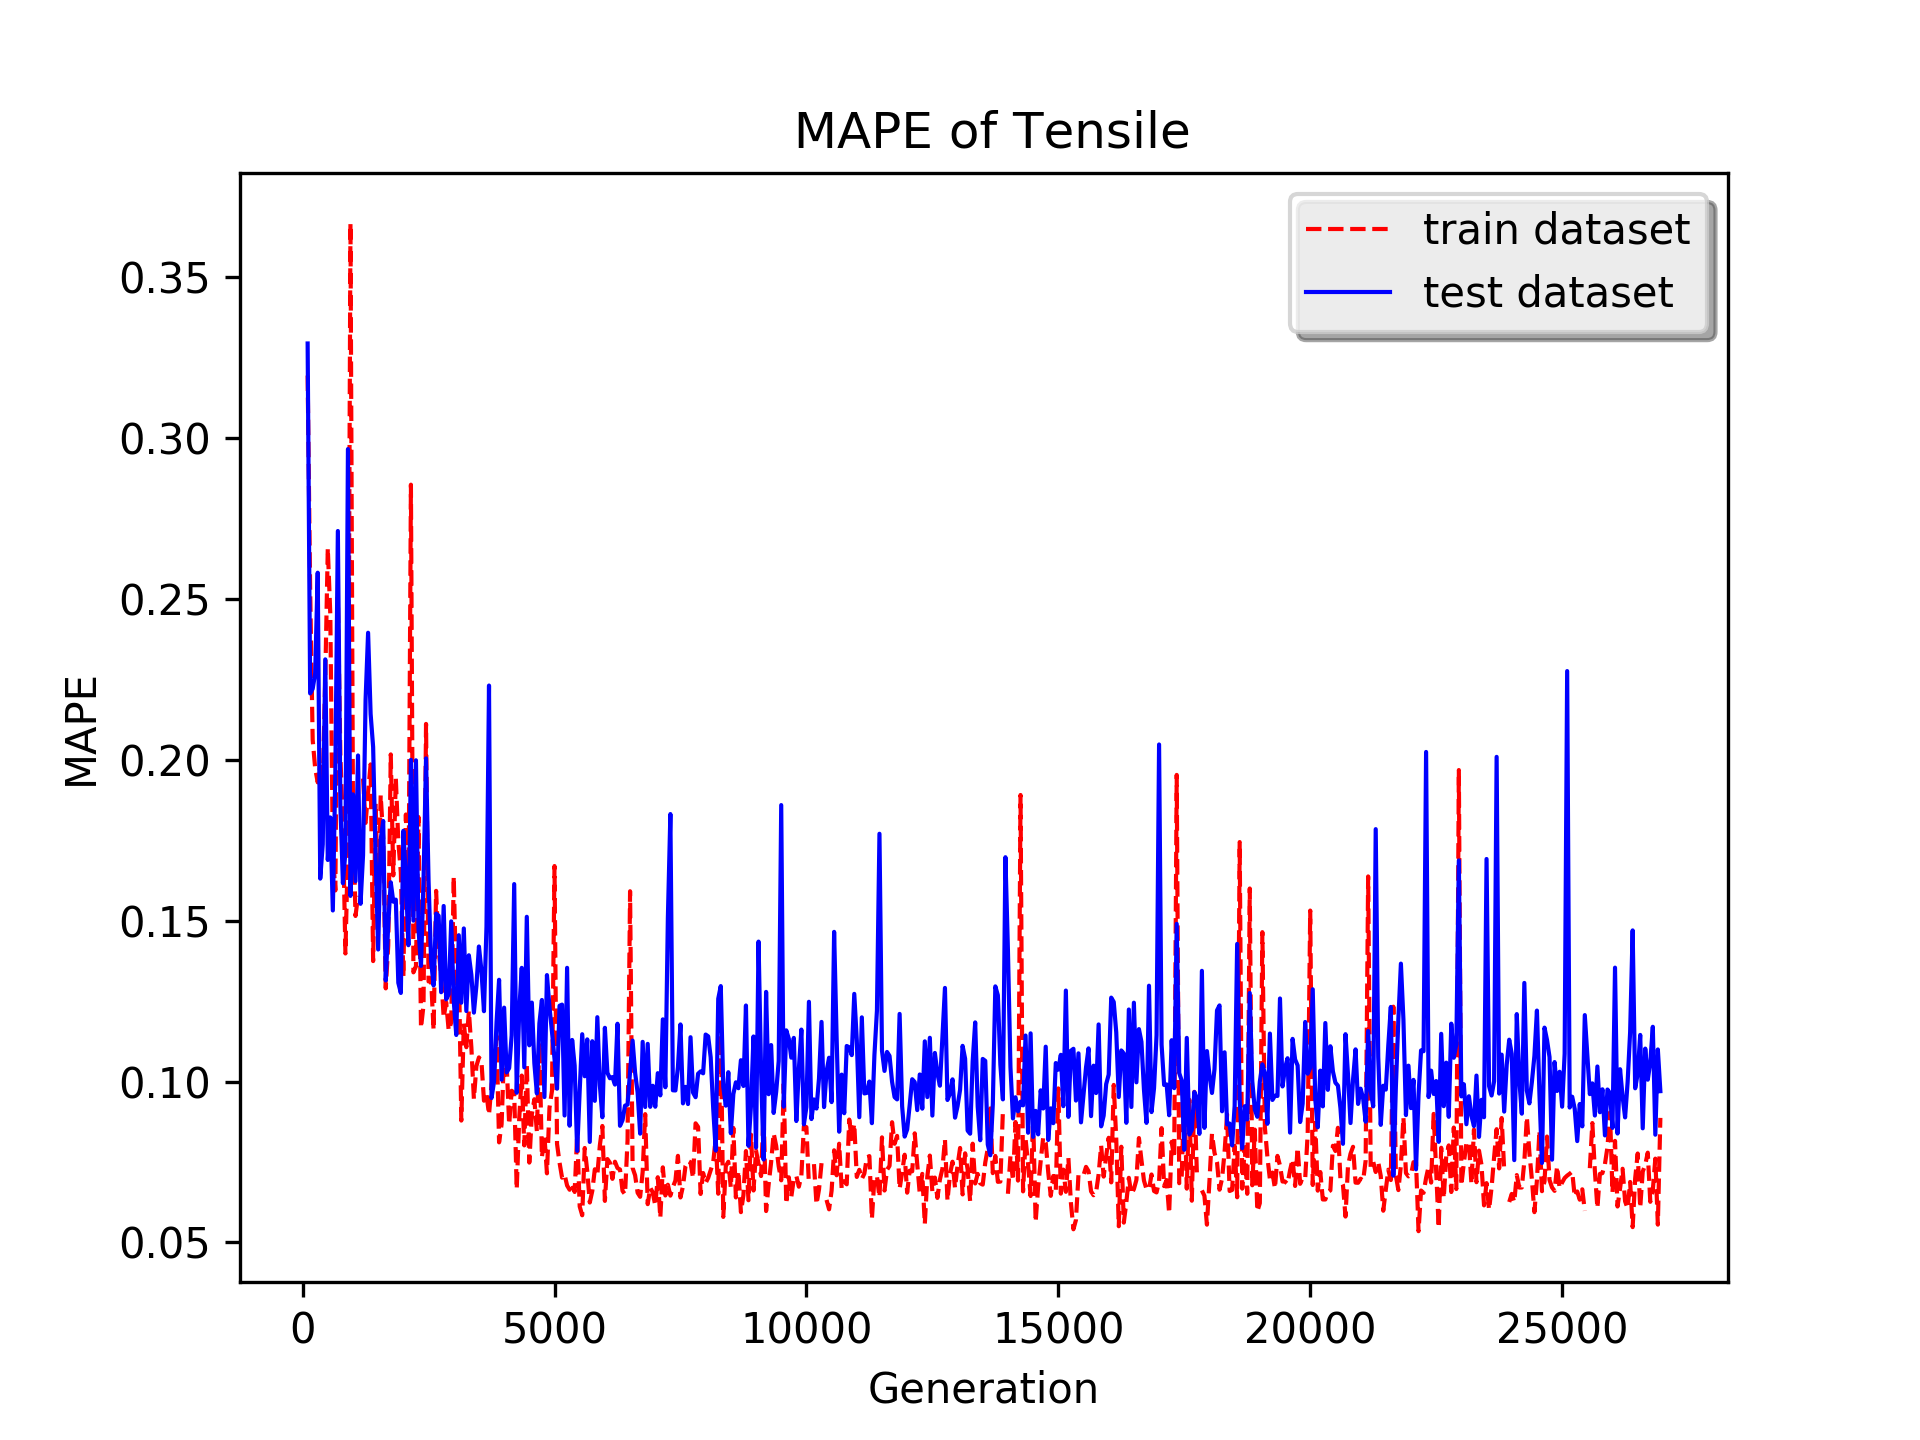 MAPE of Tensile
train dataset
test dataset
MAPE
0.35
0.30
0.25
0.20
0.15
0.10
0.05
0 5000 10000 15000 20000 25000
Generation